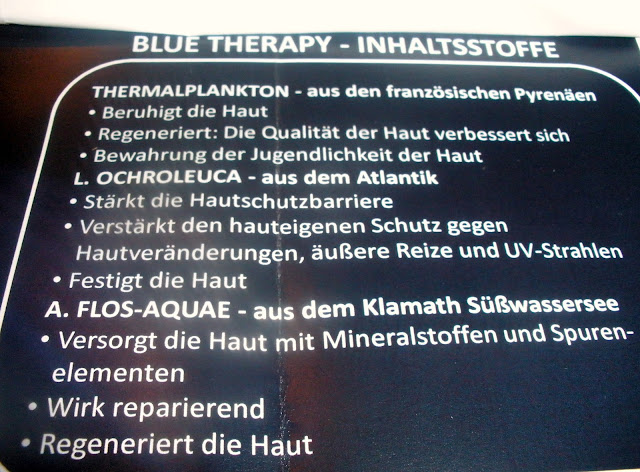 BLUE THERAPY - INHALTSSTOFFE
THERMALPLANKTON - aus den französischen Pyrenäen
• Beruhigt die Haut
• Regeneriert: Die Qualität der Haut verbessert sich
• Bewahrung der Jugendlichkeit der Haut
L. OCHROLEUCA - aus dem Atlantik
• Stärkt die Hautschutzbarriere
• Verstärkt den hauteigenen Schutz gegen
Hautveränderungen, äußere Reize und UV-Strahlen
• Festigt die Haut
A. FLOS-AQUAE - aus dem Klamath Süßwassersee
• Versorgt die Haut mit Mineralstoffen und Spuren-
elementen
• Wirk reparierend
• Regeneriert die Haut